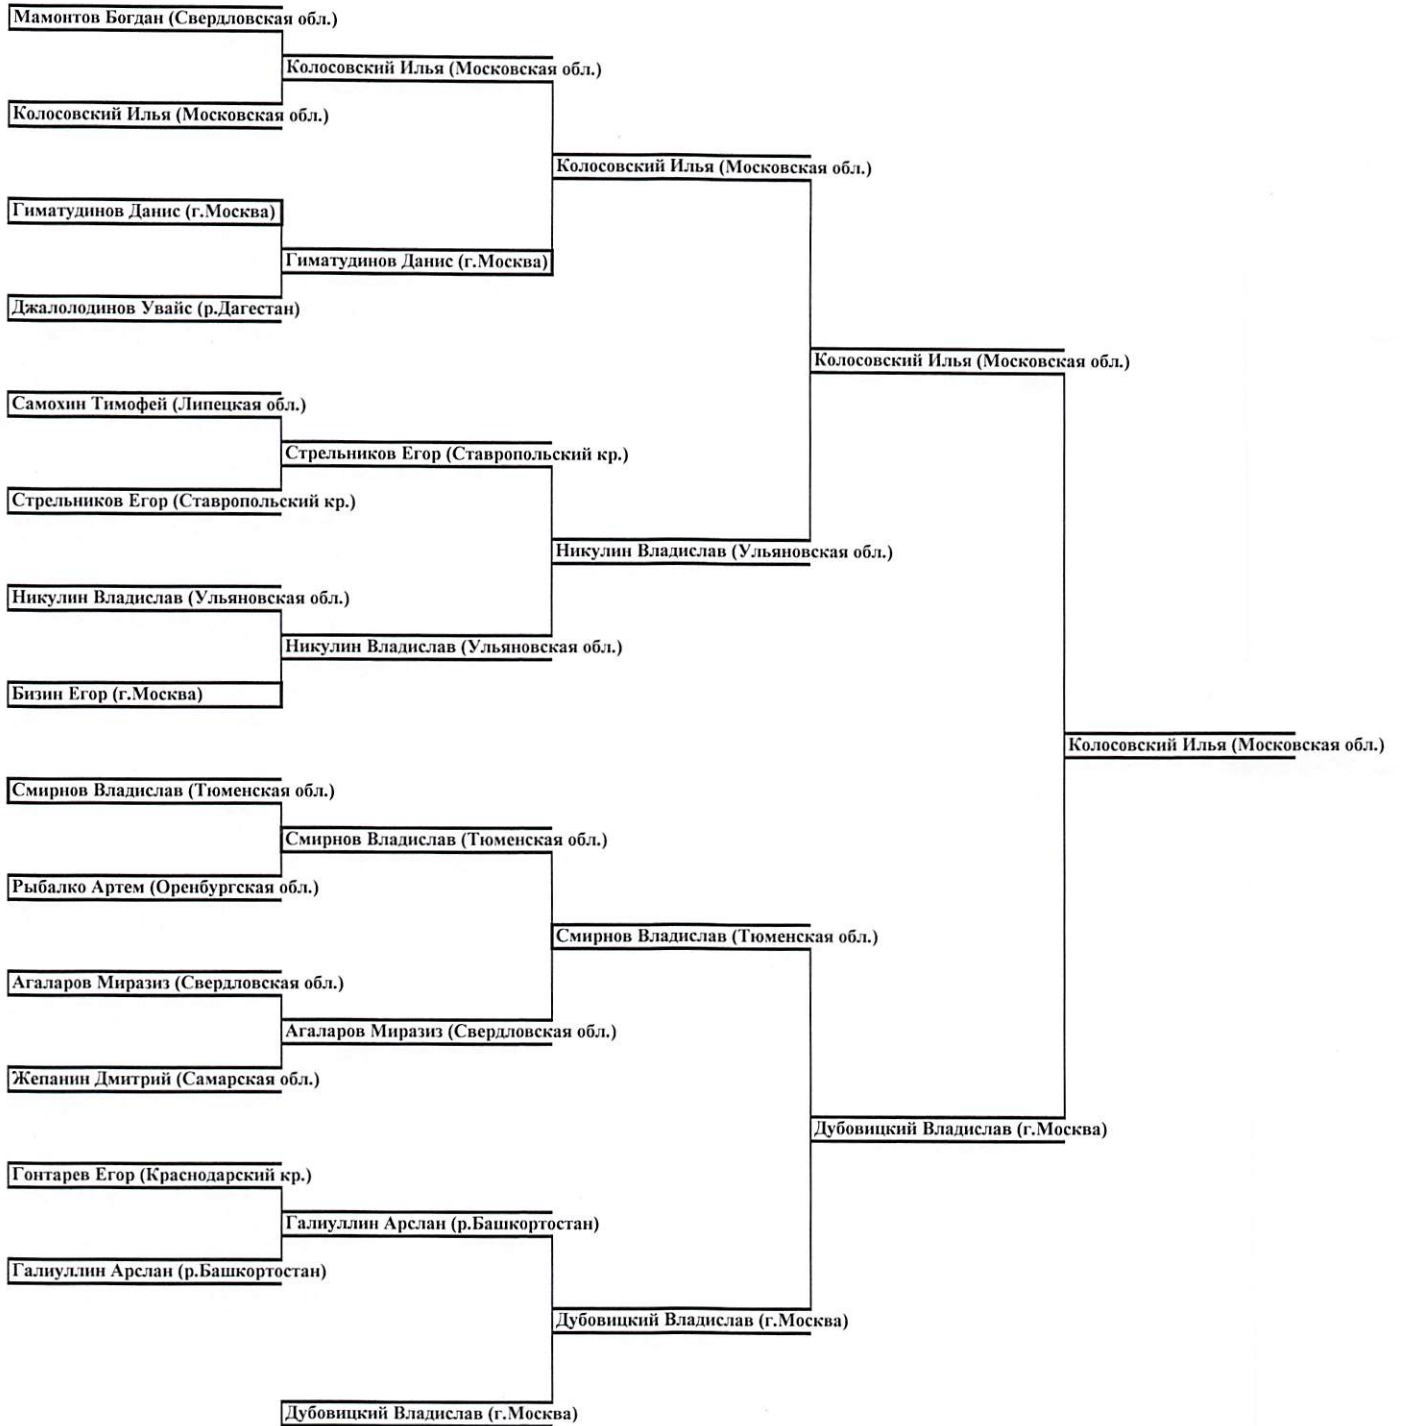 Мамонтов Богдан (Свердловская обл.)
Колосовский Илья (Московская обл.)
Колосовский Илья (Московская обл.)
Колосовский Илья (Московская обл.)
Гиматудинов Данис (г.Москва)
Гиматудинов Данис (г.Москва)
Джалолодинов Увайс (р.Дагестан)
Колосовский Илья (Московская обл.)
Самохин Тимофей (Липецкая обл.)
Стрельников Егор (Ставропольский кр.)
Стрельников Егор (Ставропольский кр.)
Никулин Владислав (Ульяновская обл.)
Никулин Владислав (Ульяновская обл.)
Никулин Владислав (Ульяновская обл.)
Бизин Егор (г.Москва)
Колосовский Илья (Московская обл.)
Смирнов Владислав (Тюменская обл.)
Смирнов Владислав (Тюменская обл.)
Рыбалко Артем (Оренбургская обл.)
Смирнов Владислав (Тюменская обл.)
Агаларов Миразиз (Свердловская обл.)
Агаларов Миразиз (Свердловская обл.)
Жепанин Дмитрий (Самарская обл.)
Дубовицкий Владислав (г.Москва)
Гонтарев Егор (Краснодарский кр.)
Галиуллин Арслан (р.Башкортостан)
Галиуллин Арслан (р.Башкортостан)
Дубовицкий Владислав (г.Москва)
Дубовицкий Владислав (г.Москва)